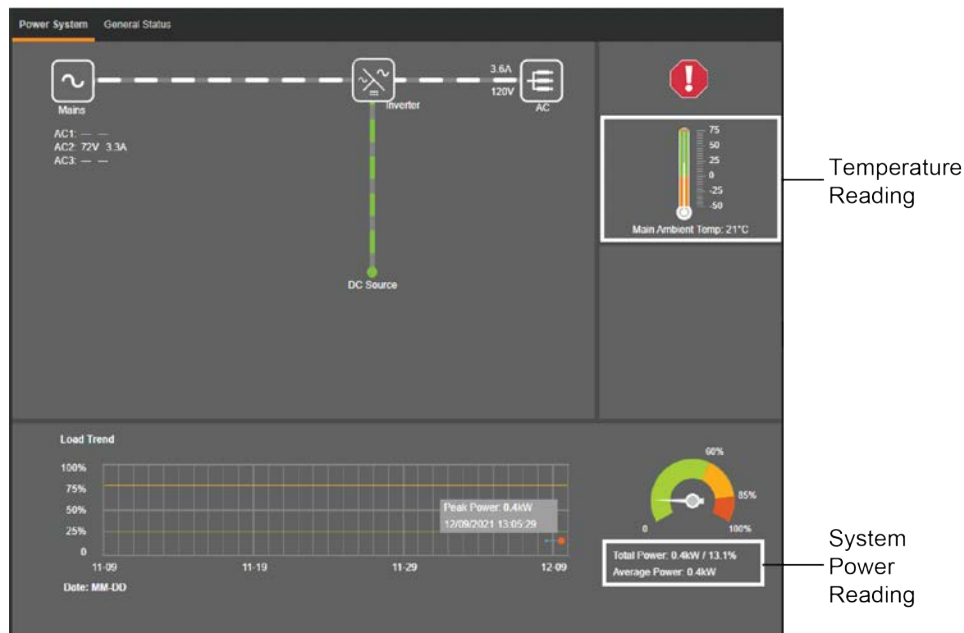 Power System General Status
Mains
AC1: --- ---
AC2: 72V 3.3A
AC3: --- ---
Inverter
3.6A
120V
AC
DC Source
75
50
25
0
-25
-50
Main Ambient Temp: 21°C
Temperature
Reading
Load Trend
100%
75%
50%
25%
0
11-09 11-19 11-29 12-09
Date: MM-DD
Peak Power: 0.4kW
12/09/2021 13:05:29
60%
85%
0 100%
Total Power: 0.4kW / 13.1%
Average Power: 0.4kW
System
Power
Reading